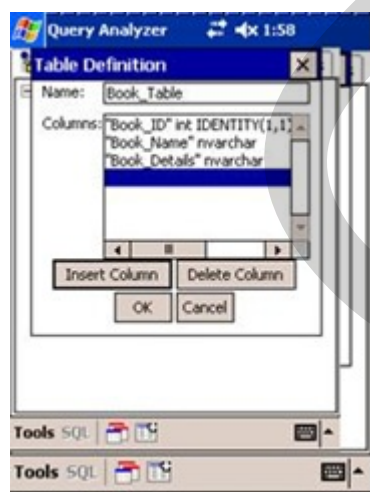 Query Analyzer 1:58
Table Definition
Name: Book_Table
Columns: "Book_ID" int IDENTITY(1,1)
"Book_Name" nvarchar
"Book_Details" nvarchar
Insert Column Delete Column
OK Cancel
Tools SQL
Tools SQL